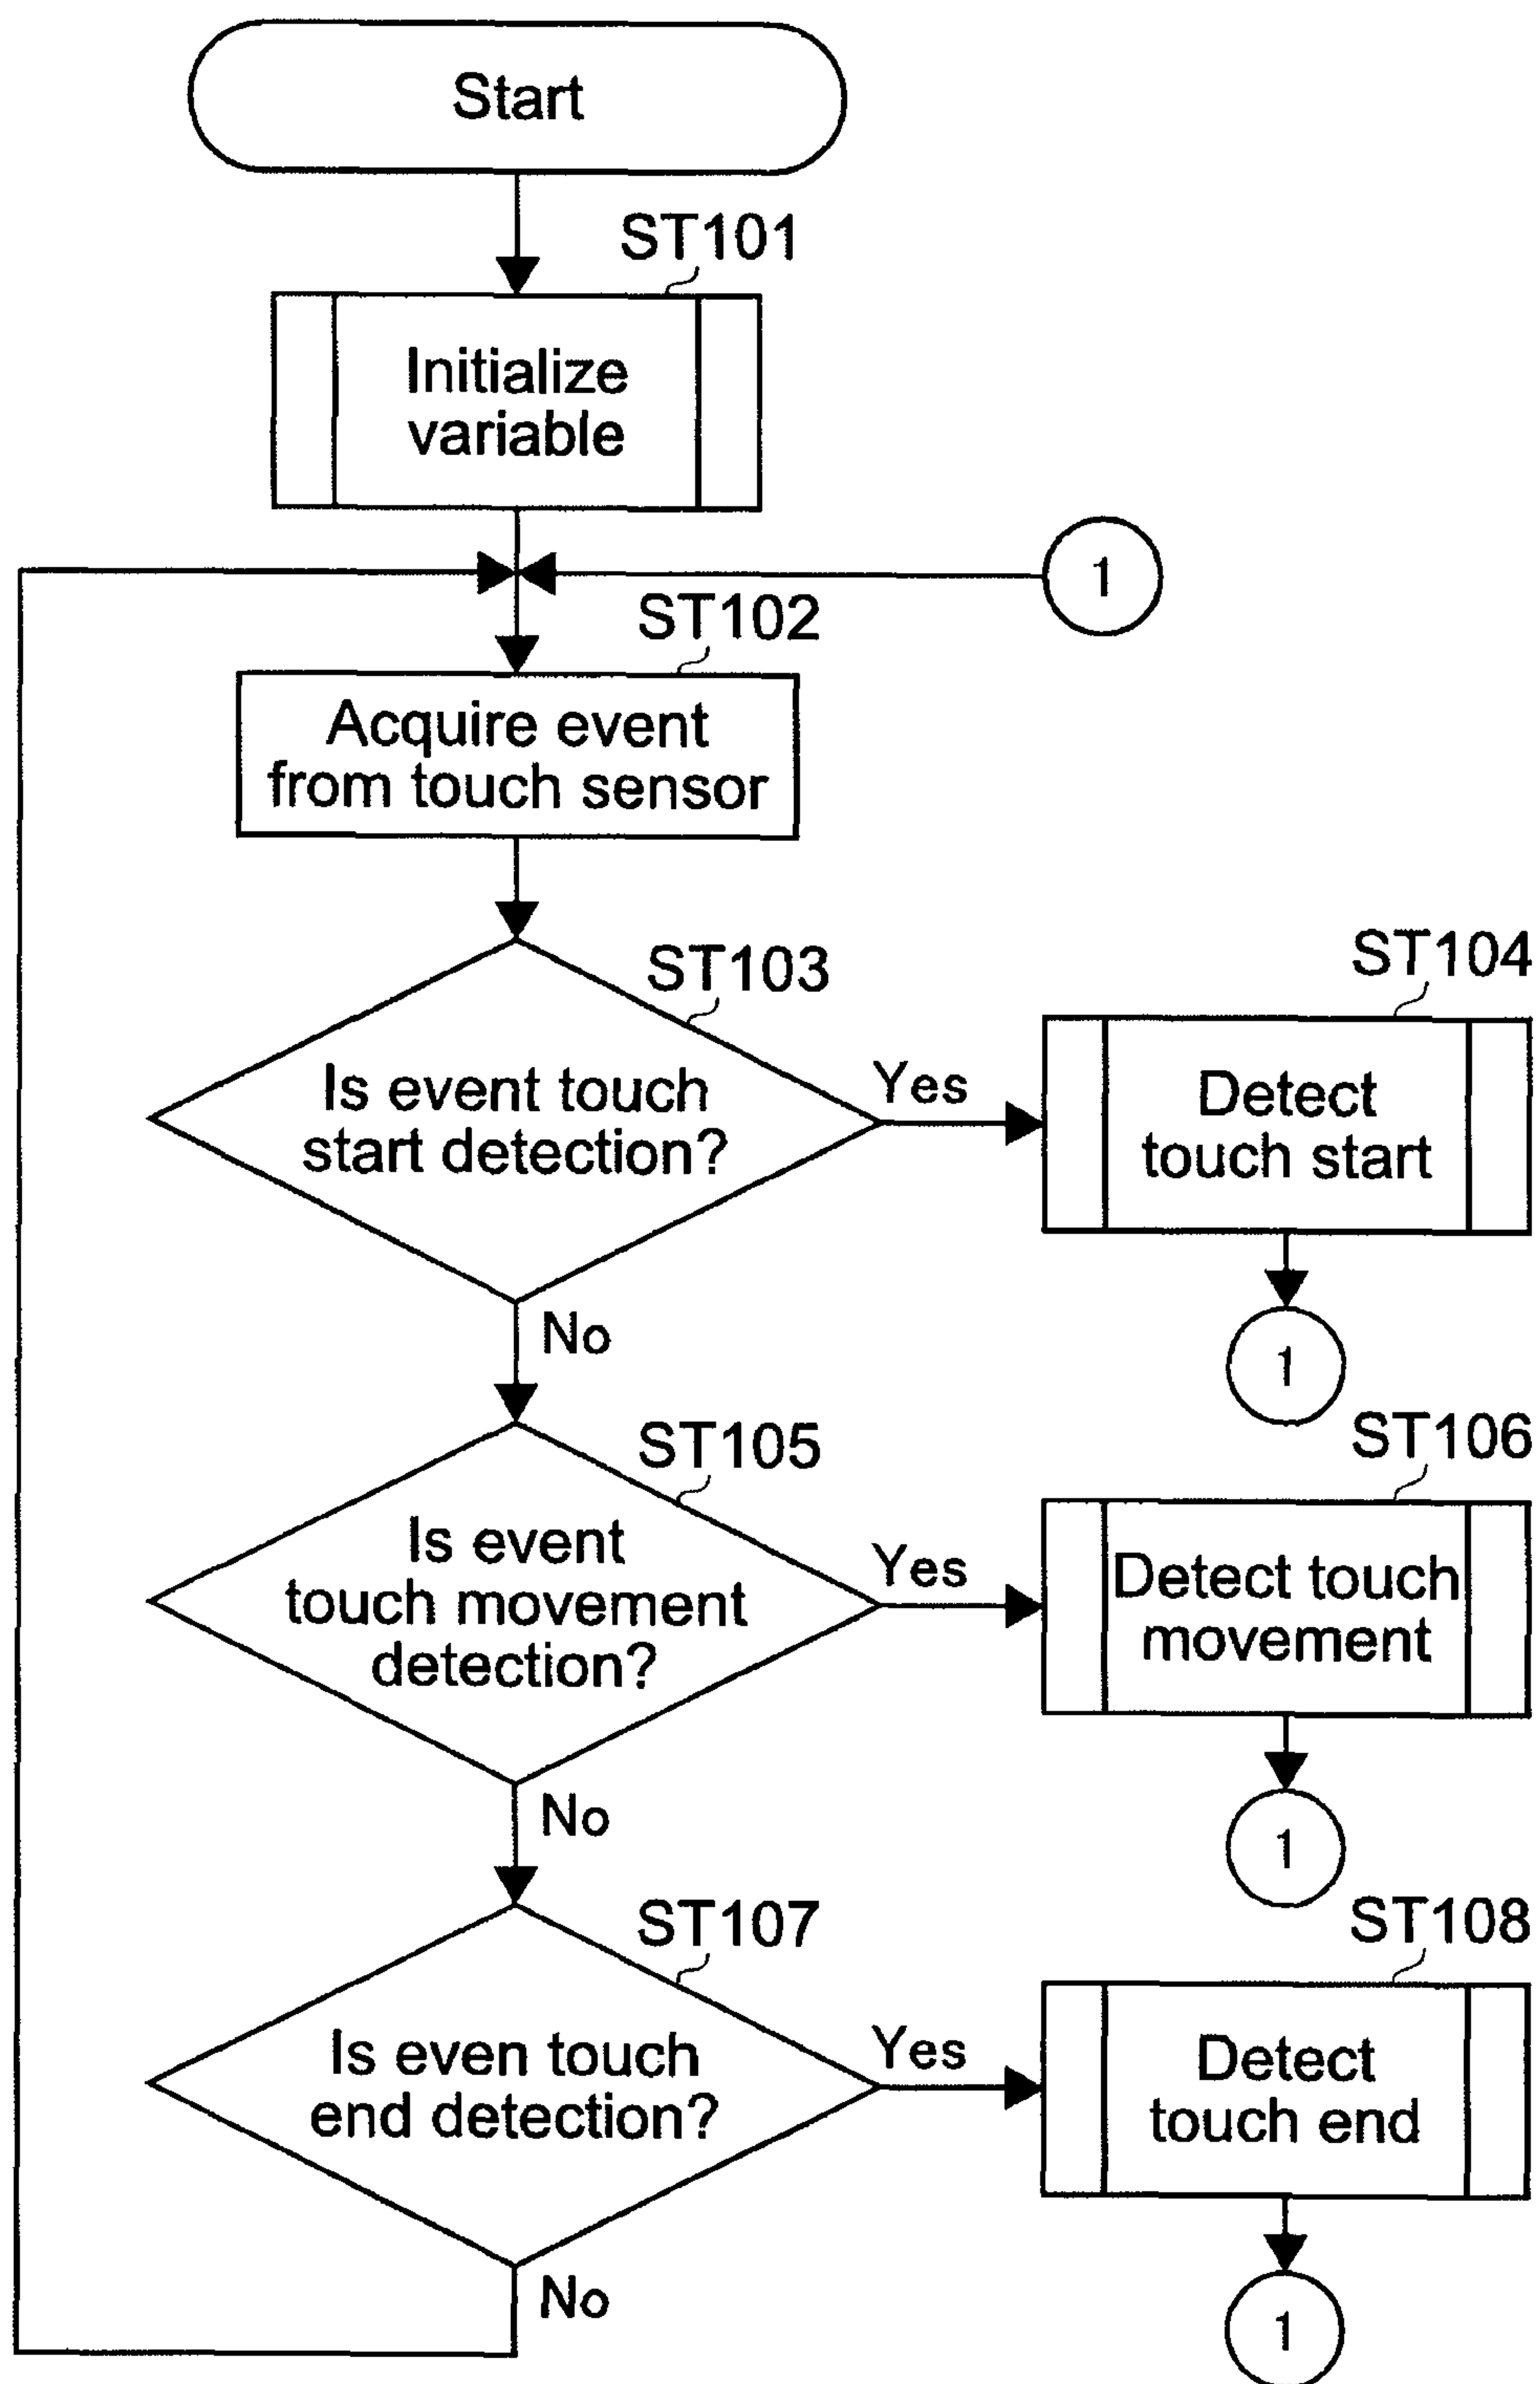 Start
ST101
Initialize
variable
1
ST102
Acquire event
from touch sensor
ST103
Is event touch
start detection?
Yes
ST104
Detect
touch start
1
No
ST105
Is event
touch movement
detection?
Yes
ST106
Detect touch
movement
1
No
ST107
Is even touch
end detection?
Yes
ST108
Detect
touch end
1
No